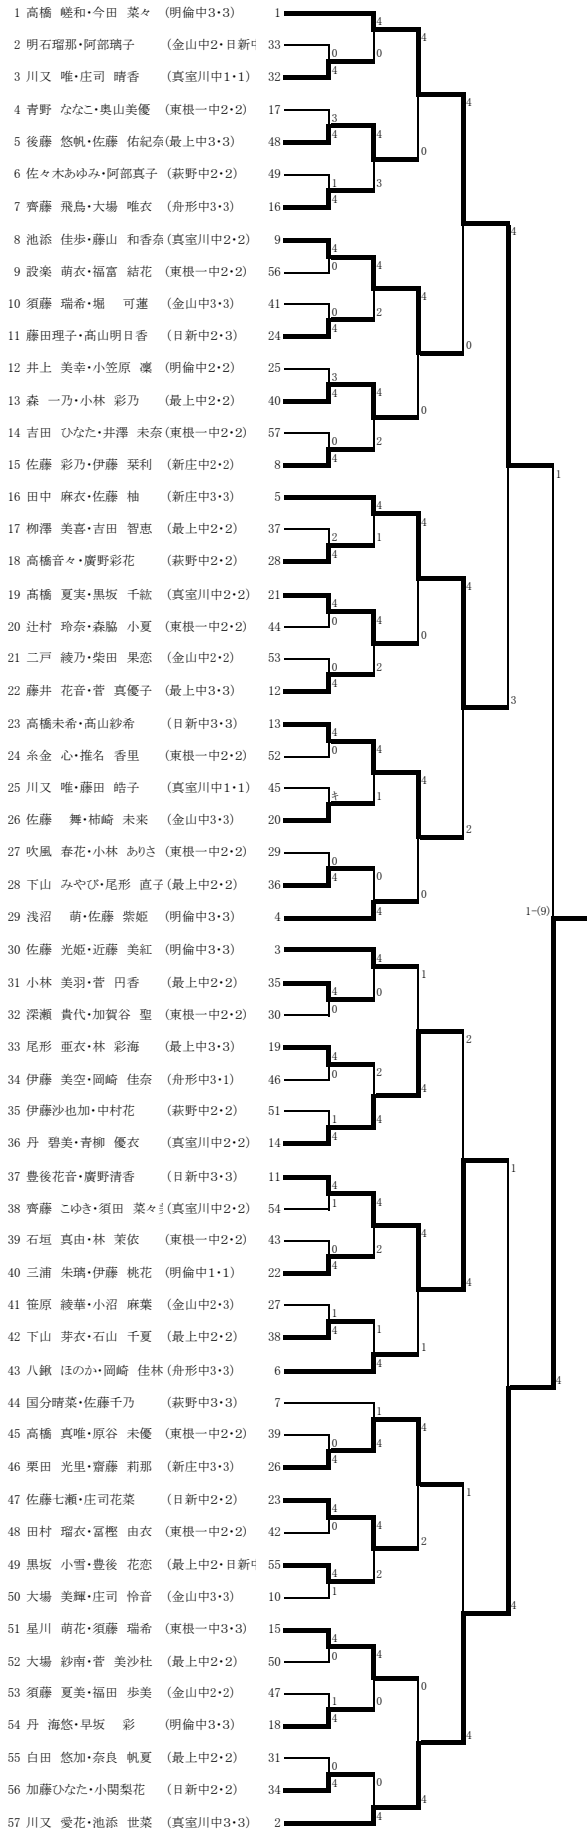 1 高橋 嵯和・今田 菜々 (明倫中3・3) 1
2 明石瑠那・阿部璃子 (金山中2・日新中 33
3 川又 唯・庄司 晴香 (真室川中1・1) 32
4 青野 ななこ・奥山美優 (東根一中2・2) 17
5 後藤 悠帆・佐藤 佑紀奈(最上中3・3) 48
6 佐々木あゆみ・阿部真子 (萩野中2・2) 49
7 齊藤 飛鳥・大場 唯衣 (舟形中3・3) 16
8 池添 佳歩・藤山 和香奈(真室川中2・2) 9
9 設楽 萌衣・福富 結花 (東根一中2・2) 56
10 須藤 瑞希・堀 可蓮 (金山中3・3) 41
11 藤田理子・髙山明日香 (日新中2・3) 24
12 井上 美幸・小笠原 凜 (明倫中2・2) 25
13 森 一乃・小林 彩乃 (最上中2・2) 40
14 吉田 ひなた・井澤 未奈(東根一中2・2) 57
15 佐藤 彩乃・伊藤 栞利 (新庄中2・2) 8
16 田中 麻衣・佐藤 柚 (新庄中3・3) 5
17 栁澤 美喜・吉田 智恵 (最上中2・2) 37
18 高橋音々・廣野彩花 (萩野中2・2) 28
19 髙橋 夏実・黒坂 千紘 (真室川中2・2) 21
20 辻村 玲奈・森脇 小夏 (東根一中2・2) 44
21 二戸 綾乃・柴田 果恋 (金山中2・2) 53
22 藤井 花音・菅 真優子 (最上中3・3) 12
23 高橋未希・髙山紗希 (日新中3・3) 13
24 糸金 心・推名 香里 (東根一中2・2) 52
25 川又 唯・藤田 皓子 (真室川中1・1) 45
26 佐藤 舞・柿崎 未来 (金山中3・3) 20
27 吹風 春花・小林 ありさ (東根一中2・2) 29
28 下山 みやび・尾形 直子(最上中2・2) 36
29 浅沼 萌・佐藤 紫姫 (明倫中3・3) 4
30 佐藤 光姫・近藤 美紅 (明倫中3・3) 3
31 小林 美羽・菅 円香 (最上中2・2) 35
32 深瀬 貴代・加賀谷 聖 (東根一中2・2) 30
33 尾形 亜衣・林 彩海 (最上中3・3) 19
34 伊藤 美空・岡崎 佳奈 (舟形中3・1) 46
35 伊藤沙也加・中村花 (萩野中2・2) 51
36 丹 碧美・青柳 優衣 (真室川中2・2) 14
37 豊後花音・廣野清香 (日新中3・3) 11
38 齊藤 こゆき・須田 菜々 (真室川中2・2) 54
39 石垣 真由・林 茉依 (東根一中2・2) 43
40 三浦 朱璃・伊藤 桃花 (明倫中1・1) 22
41 笹原 綾華・小沼 麻葉 (金山中2・3) 27
42 下山 芽衣・石山 千夏 (最上中2・2) 38
43 八鍬 ほのか・岡崎 佳林 (舟形中3・3) 6
44 国分晴菜・佐藤千乃 (萩野中3・3) 7
45 高橋 真唯・原谷 未優 (東根一中2・2) 39
46 栗田 光里・齋藤 莉那 (新庄中3・3) 26
47 佐藤七瀬・庄司花菜 (日新中2・2) 23
48 田村 瑠衣・冨樫 由衣 (東根一中2・2) 42
49 黒坂 小雪・豊後 花恋 (最上中2・日新中 55
50 大場 美輝・庄司 怜音 (金山中3・3) 10
51 星川 萌花・須藤 瑞希 (東根一中3・3) 15
52 大場 紗南・菅 美沙杜 (最上中2・2) 50
53 須藤 夏美・福田 歩美 (金山中2・2) 47
54 丹 海悠・早坂 彩 (明倫中3・3) 18
55 白田 悠加・奈良 帆夏 (最上中2・2) 31
56 加藤ひなた・小関梨花 (日新中2・2) 34
57 川又 愛花・池添 世菜 (真室川中3・3) 2
1-(9)